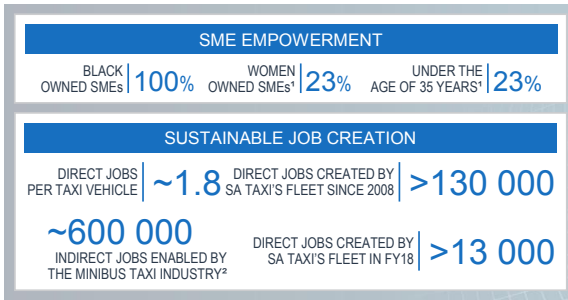 SME EMPOWERMENT
BLACK
OWNED SMEs
100%
WOMEN
OWNED SMEs¹
23%
UNDER THE
AGE OF 35 YEARS¹
23%
SUSTAINABLE JOB CREATION
DIRECT JOBS
PER TAXI VEHICLE
~1.8
DIRECT JOBS CREATED BY
SA TAXI'S FLEET SINCE 2008
>130 000
~600 000
INDIRECT JOBS ENABLED BY
THE MINIBUS TAXI INDUSTRY²
DIRECT JOBS CREATED BY
SA TAXI'S FLEET IN FY18
>13 000